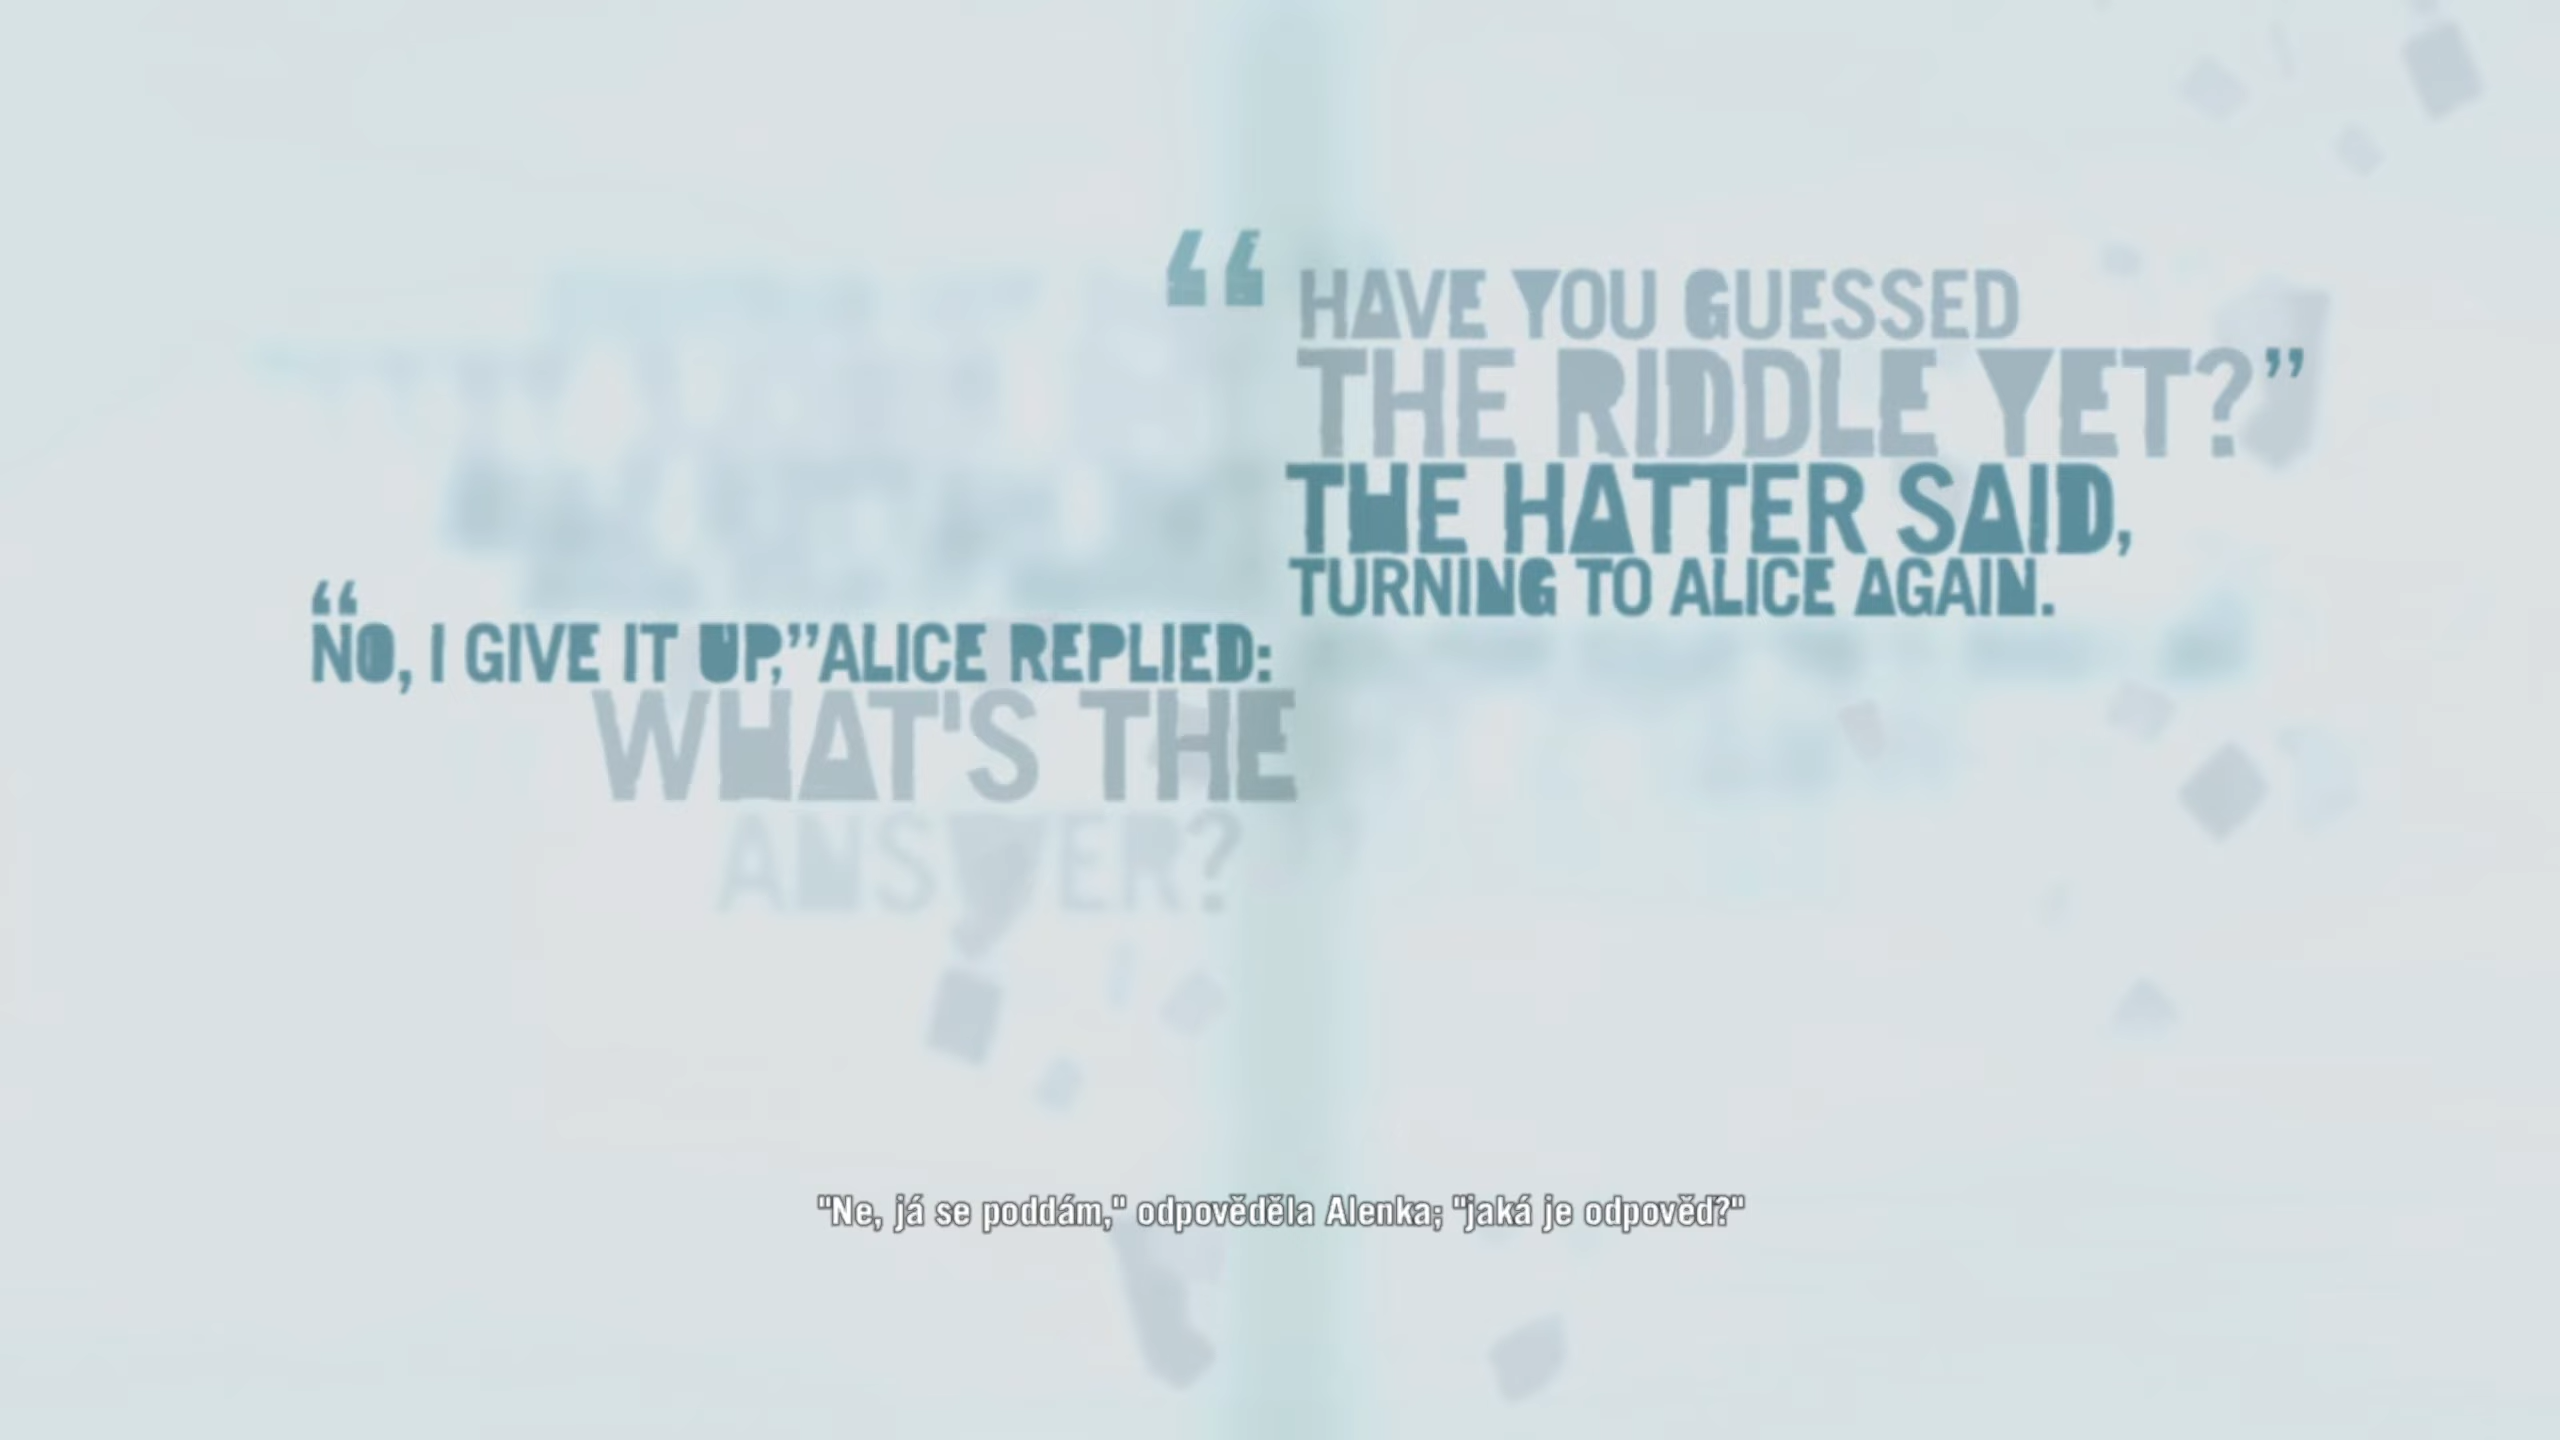 “HAVE YOU GUESSED
THE RIDDLE YET?”
THE HATTER SAID,
TURNING TO ALICE AGAIN.
“NO, I GIVE IT UP,”ALICE REPLIED:
WHAT'S THE
ANSWER?
"Ne, já se poddám," odpověděla Alenka; "jaká je odpověď?"